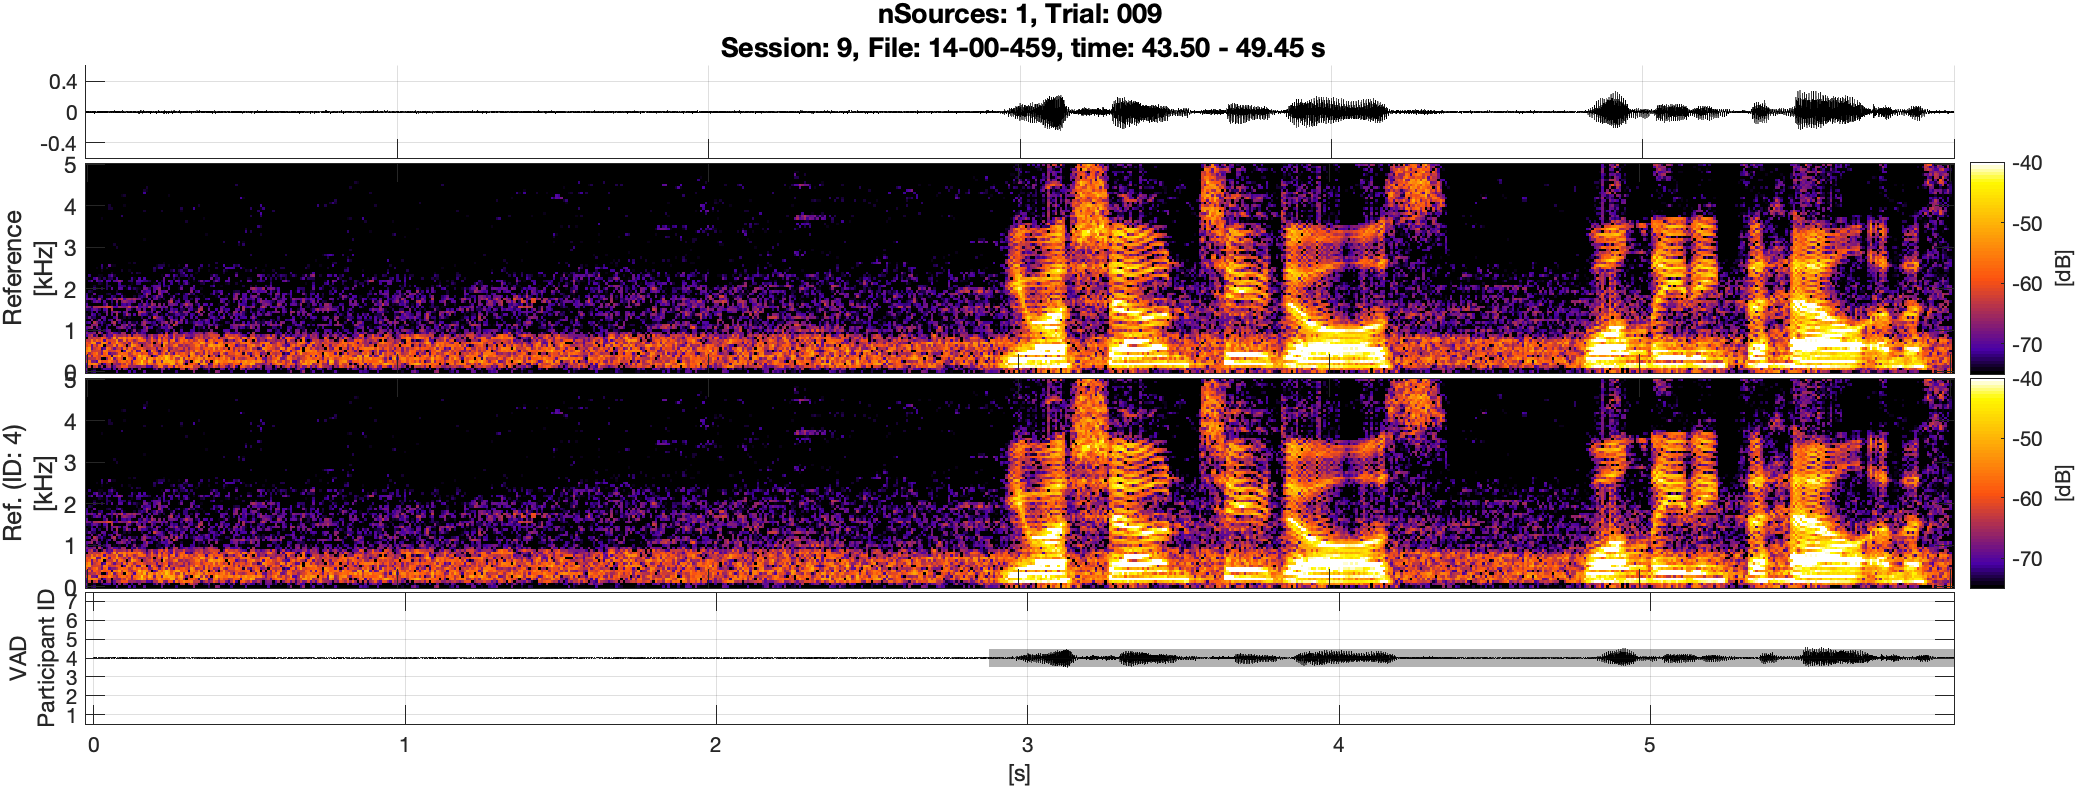 nSources: 1, Trial: 009
Session: 9, File: 14-00-459, time: 43.50 - 49.45 s
0.4
0
-0.4
Reference
[kHz]
5
4
3
2
1
0
-40
-50
-60
-70
[dB]
Ref. (ID: 4)
[kHz]
5
4
3
2
1
0
-40
-50
-60
-70
[dB]
VAD
Participant ID
7
6
5
4
3
2
1
0 1 2 3 4 5
[s]